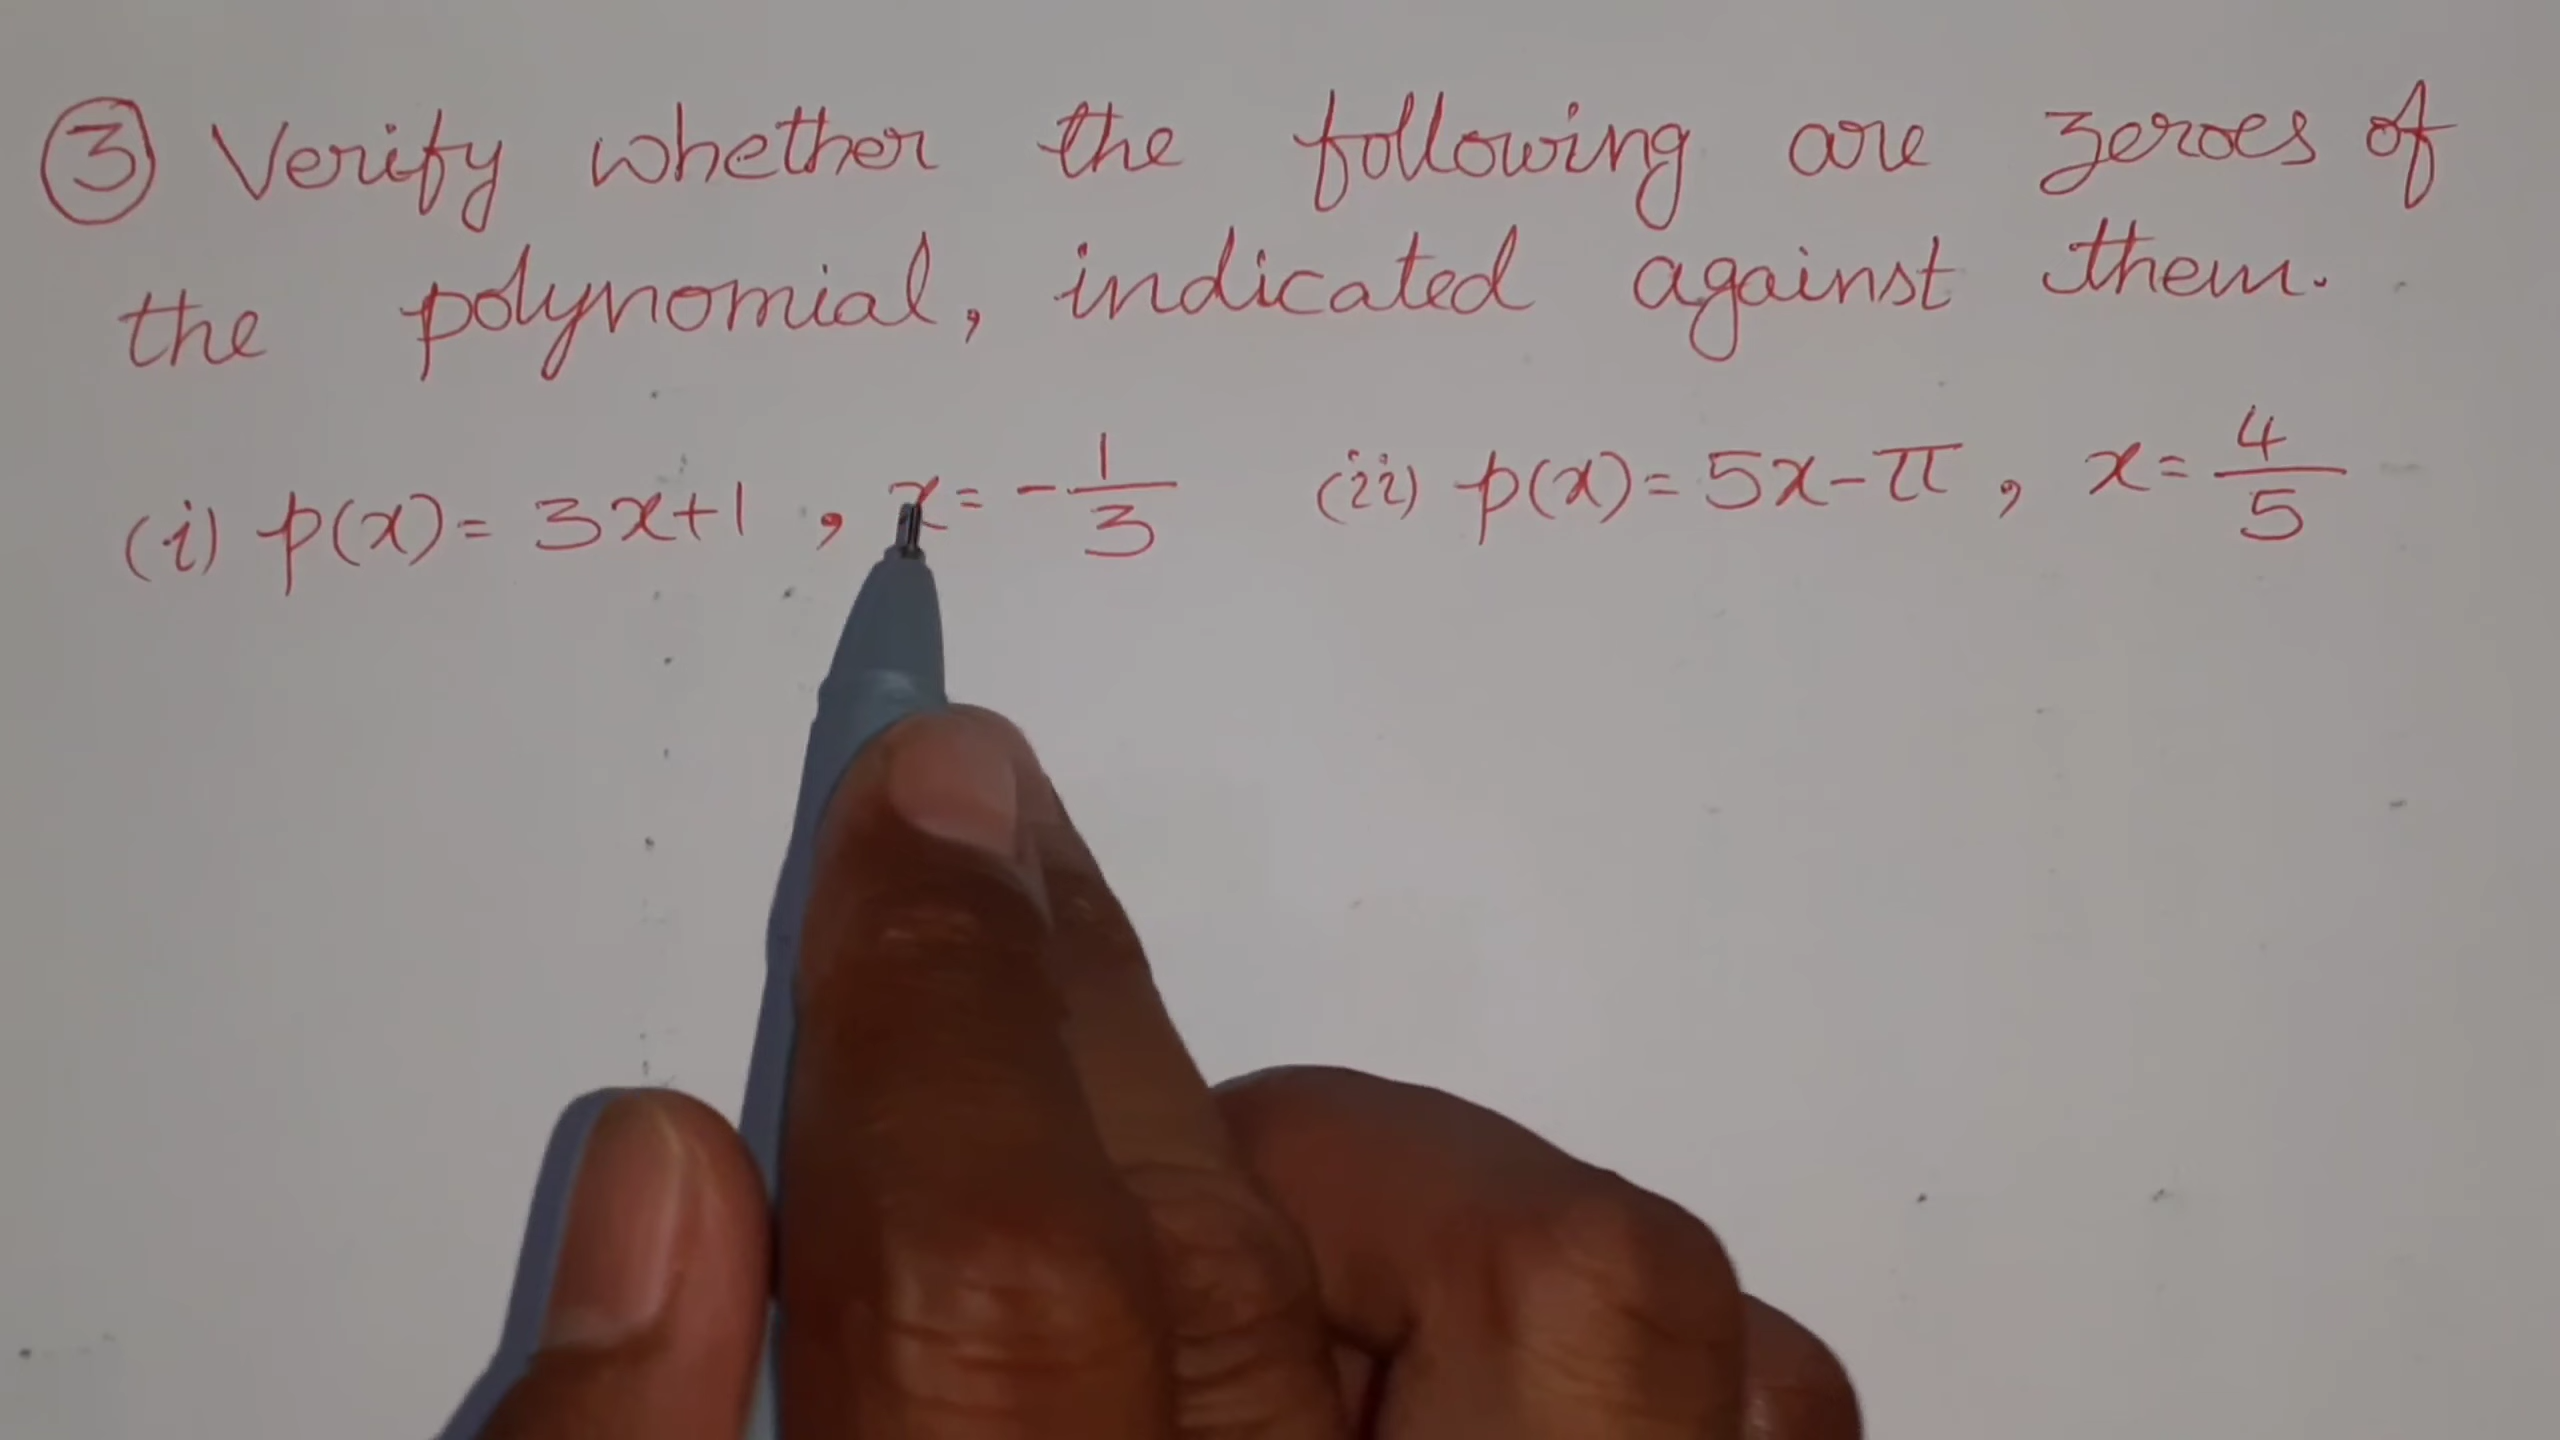 ③ Verify whether the following are zeroes of
the polynomial, indicated against them.
(i) p(x) = 3x+1 , x = -1/3 (ii) p(x) = 5x-π , x = 4/5